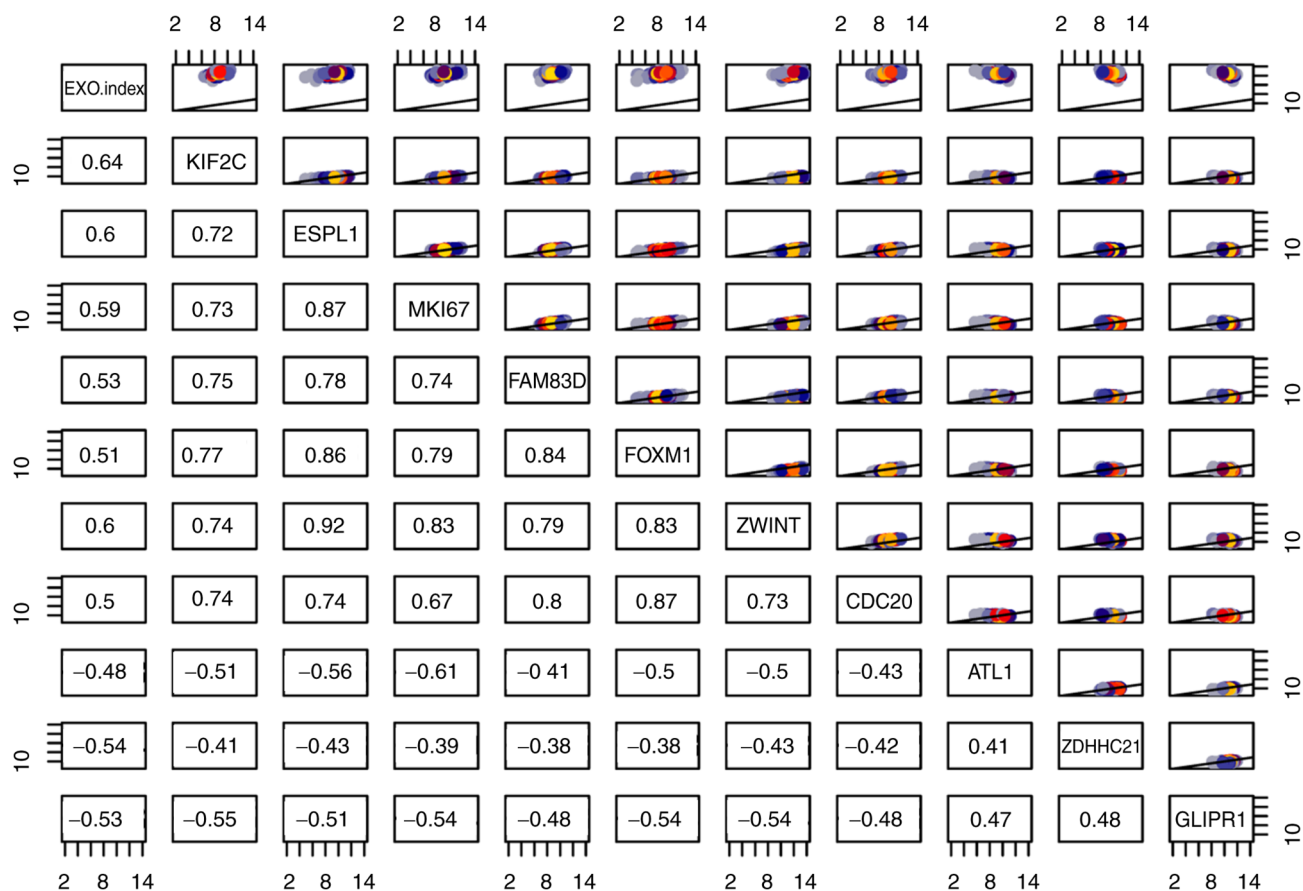 2 8 14 2 8 14 2 8 14 2 8 14 2 8 14
EXO.index 10
10 0.64 KIF2C
0.6 0.72 ESPL1 10
10 0.59 0.73 0.87 MKI67
0.53 0.75 0.78 0.74 FAM83D 10
10 0.51 0.77 0.86 0.79 0.84 FOXM1
0.6 0.74 0.92 0.83 0.79 0.83 ZWINT 10
10 0.5 0.74 0.74 0.67 0.8 0.87 0.73 CDC20
−0.48 −0.51 −0.56 −0.61 −0 41 −0.5 −0.5 −0.43 ATL1 10
10 −0.54 −0.41 −0.43 −0.39 −0.38 −0.38 −0.43 −0.42 0.41 ZDHHC21
−0.53 −0.55 −0.51 −0.54 −0.48 −0.54 −0.54 −0.48 0.47 0.48 GLIPR1 10
2 8 14 2 8 14 2 8 14 2 8 14 2 8 14 2 8 14